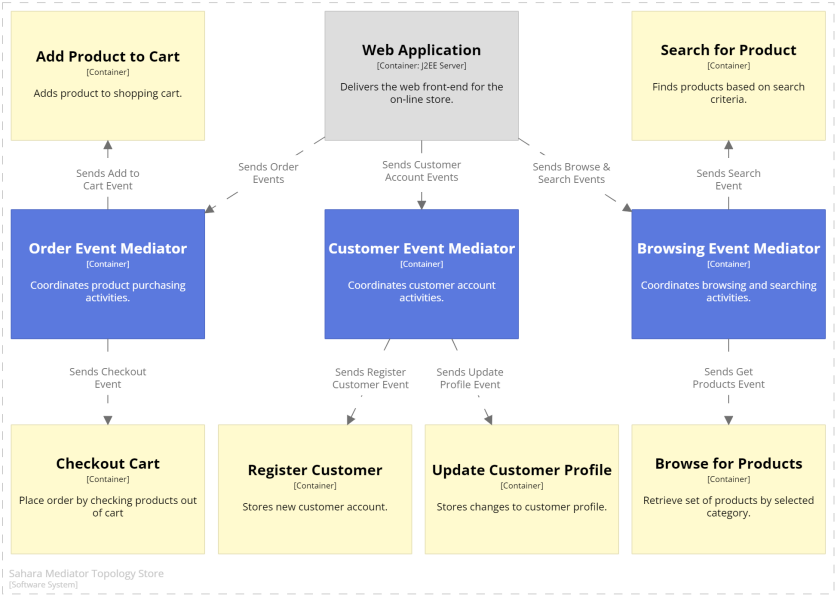 Add Product to Cart
[Container]
Adds product to shopping cart.
Web Application
[Container: J2EE Server]
Delivers the web front-end for the
on-line store.
Search for Product
[Container]
Finds products based on search
criteria.
Sends Add to
Cart Event
Sends Order
Events
Sends Customer
Account Events
Sends Browse &
Search Events
Sends Search
Event
Order Event Mediator
[Container]
Coordinates product purchasing
activities.
Customer Event Mediator
[Container]
Coordinates customer account
activities.
Browsing Event Mediator
[Container]
Coordinates browsing and searching
activities.
Sends Checkout
Event
Sends Register
Customer Event
Sends Update
Profile Event
Sends Get
Products Event
Checkout Cart
[Container]
Place order by checking products out
of cart
Register Customer
[Container]
Stores new customer account.
Update Customer Profile
[Container]
Stores changes to customer profile.
Browse for Products
[Container]
Retrieve set of products by selected
category.
Sahara Mediator Topology Store
[Software System]